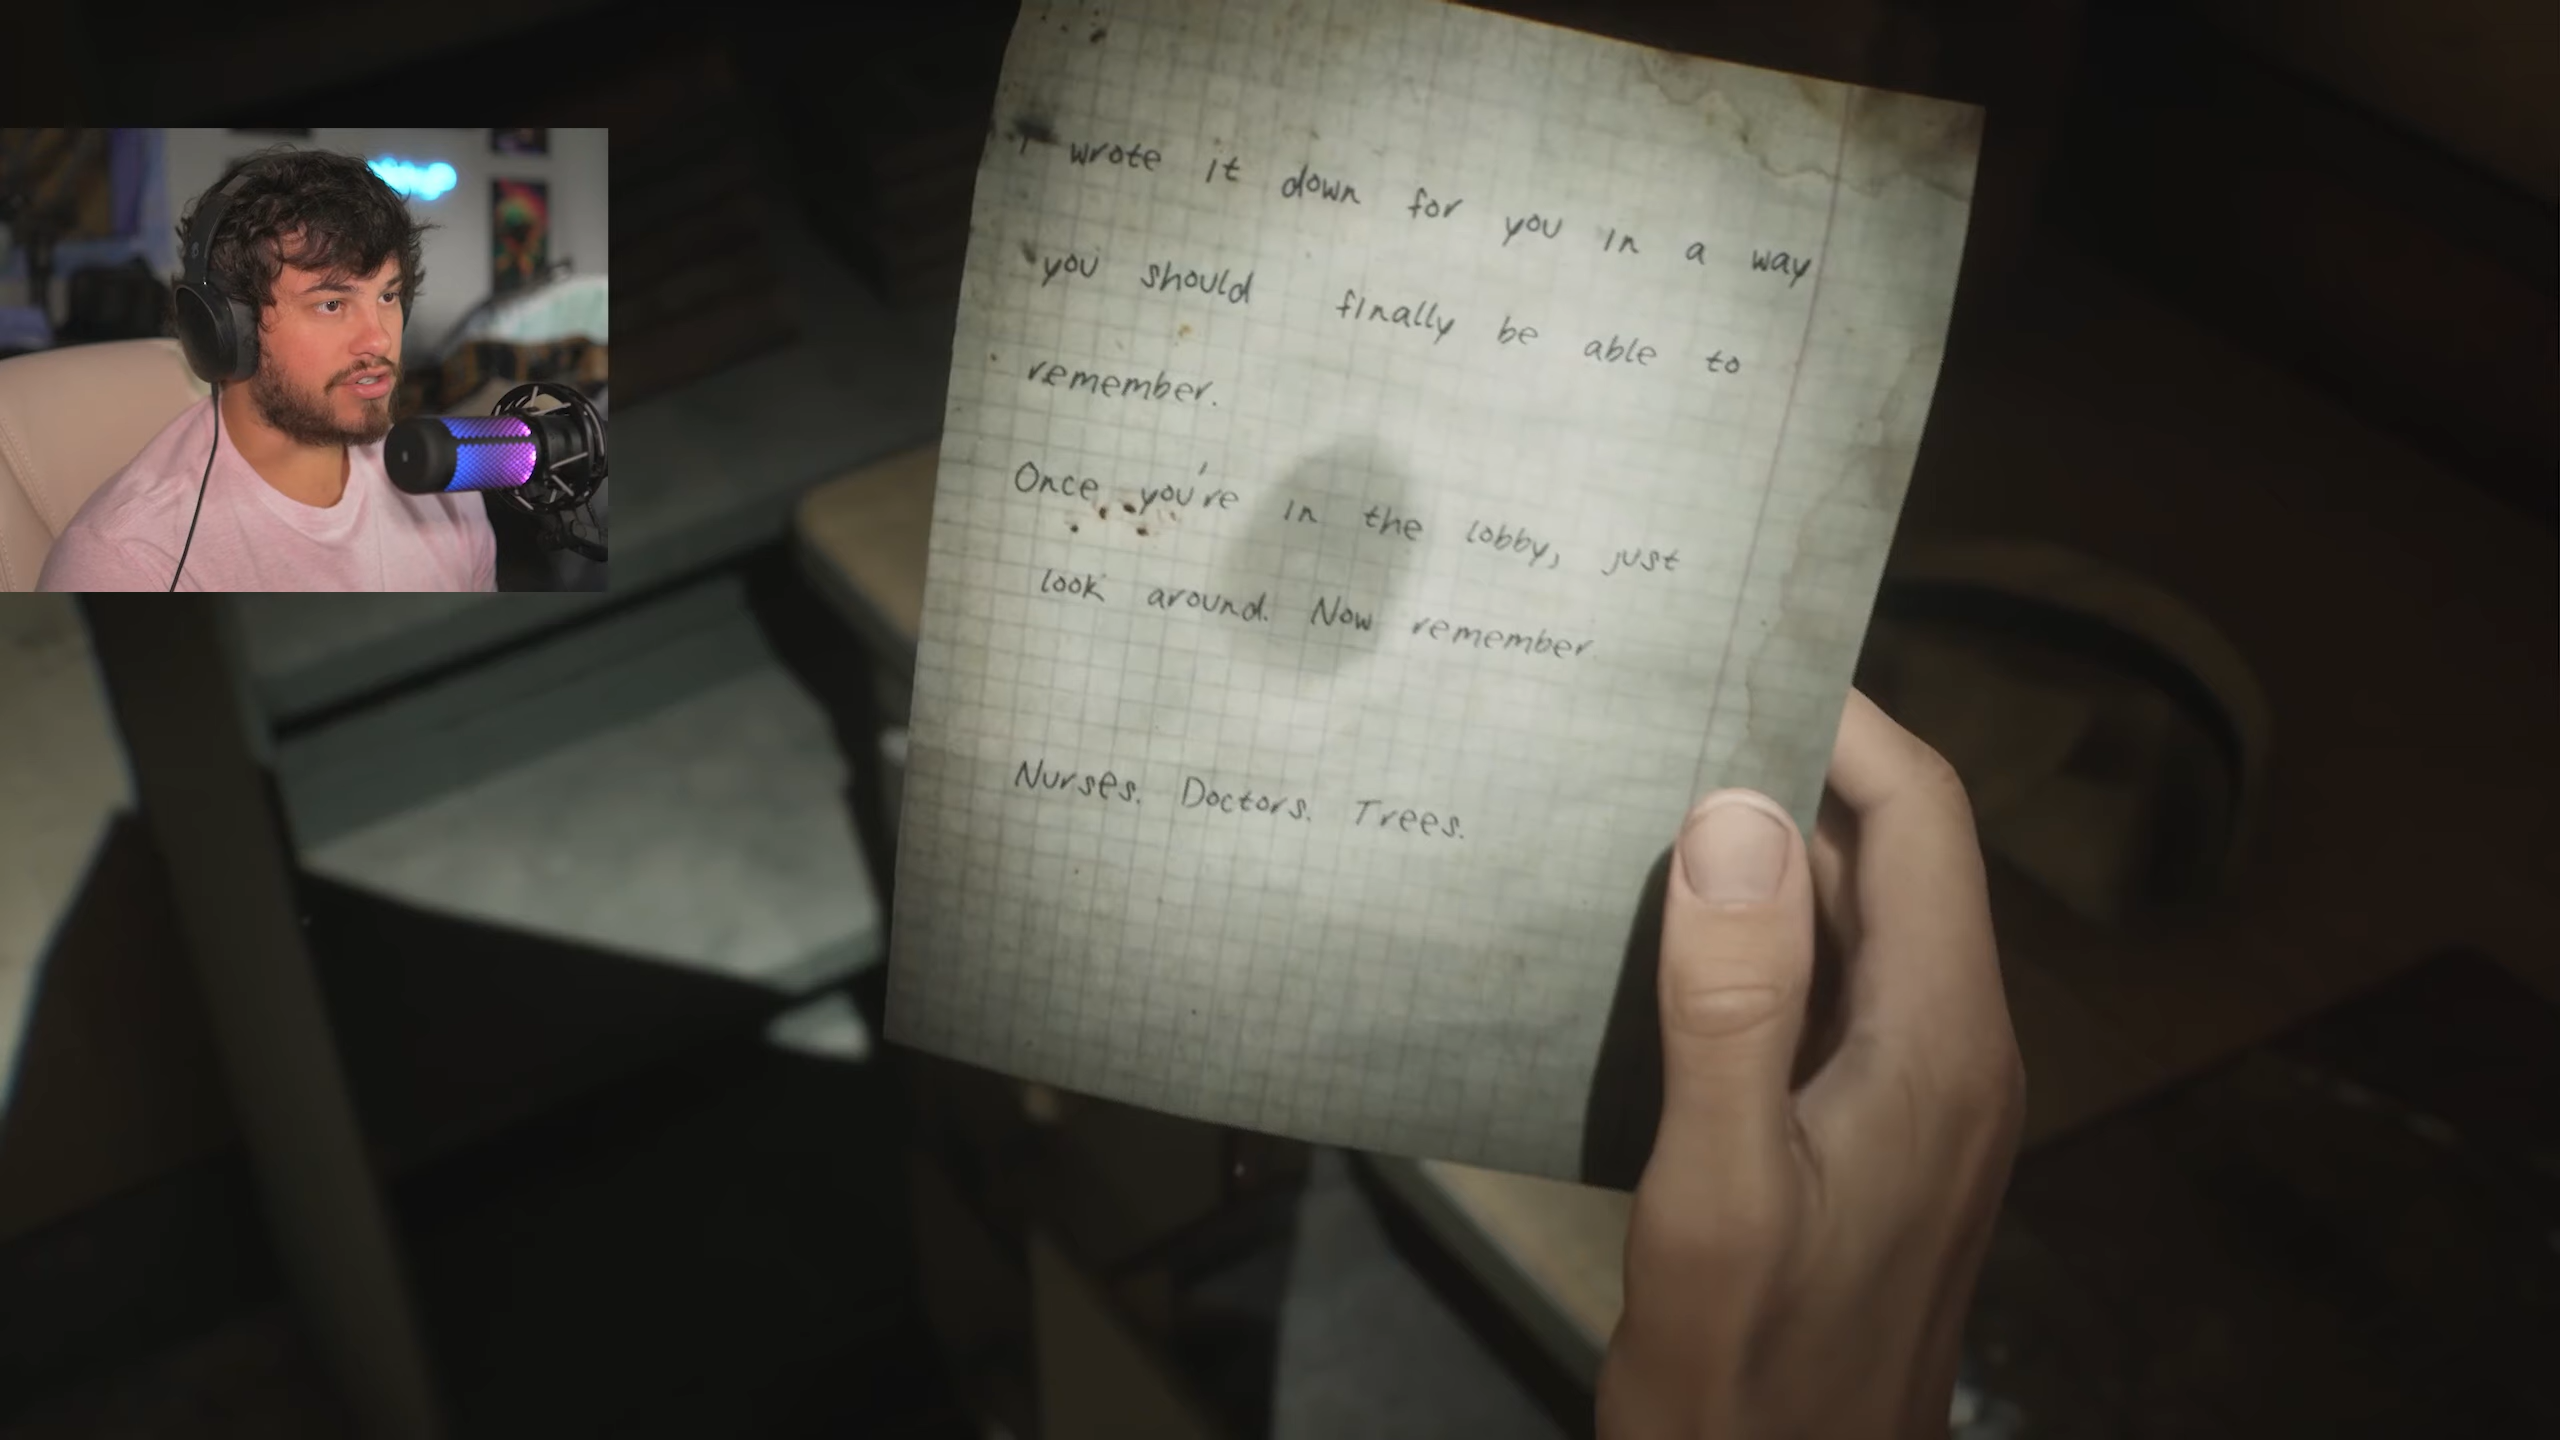 I wrote it down for you in a way
you should finally be able to
remember.
Once you're in the lobby, just
look around. Now remember.
Nurses. Doctors. Trees.